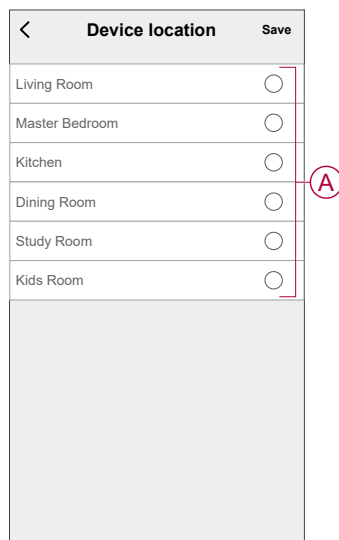 Device location Save
Living Room
Master Bedroom
Kitchen
A
Dining Room
Study Room
Kids Room